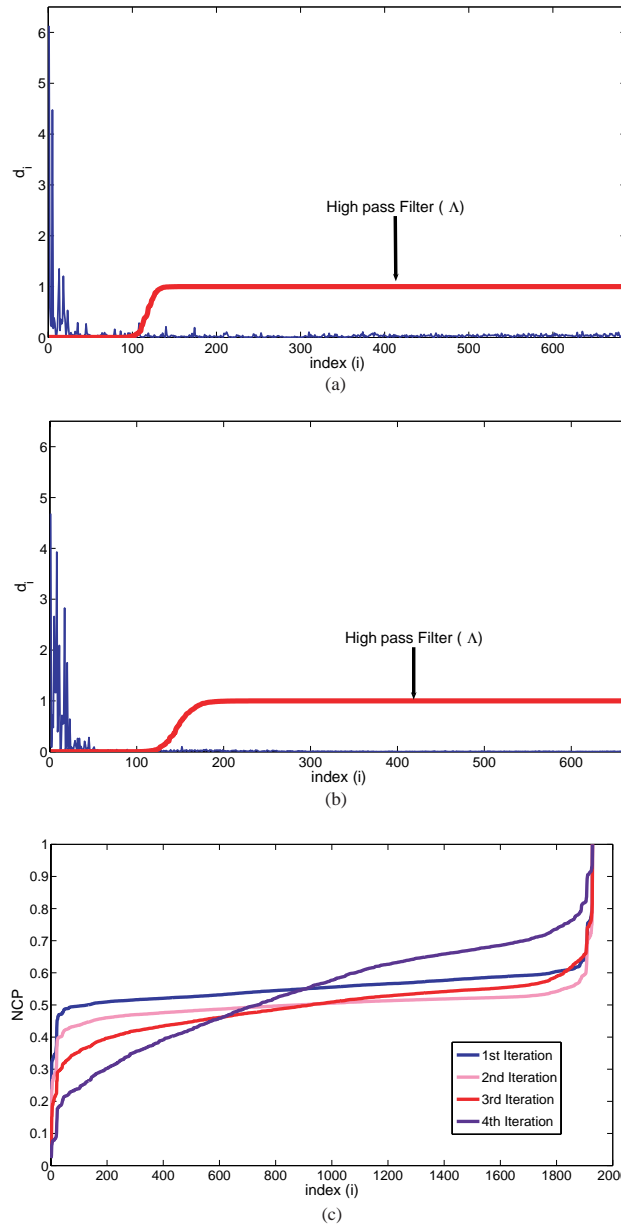 6
5
4
3
2
1
0
d_i
High pass Filter ( Λ)
0 100 200 300 400 500 600
index (i)
(a)
6
5
4
3
2
1
0
d_i
High pass Filter ( Λ)
0 100 200 300 400 500 600
index (i)
(b)
1
0.9
0.8
0.7
0.6
0.5
0.4
0.3
0.2
0.1
0
NCP
1st Iteration
2nd Iteration
3rd Iteration
4th Iteration
0 200 400 600 800 1000 1200 1400 1600 1800
index (i)
(c)